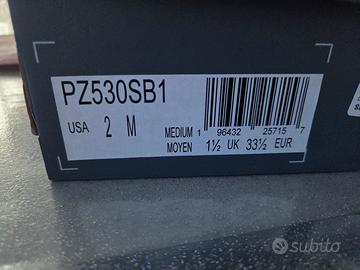 PZ530SB1
USA 2 M
MEDIUM 1 96432 25715 7
MOYEN 1½ UK 33½ EUR
subito